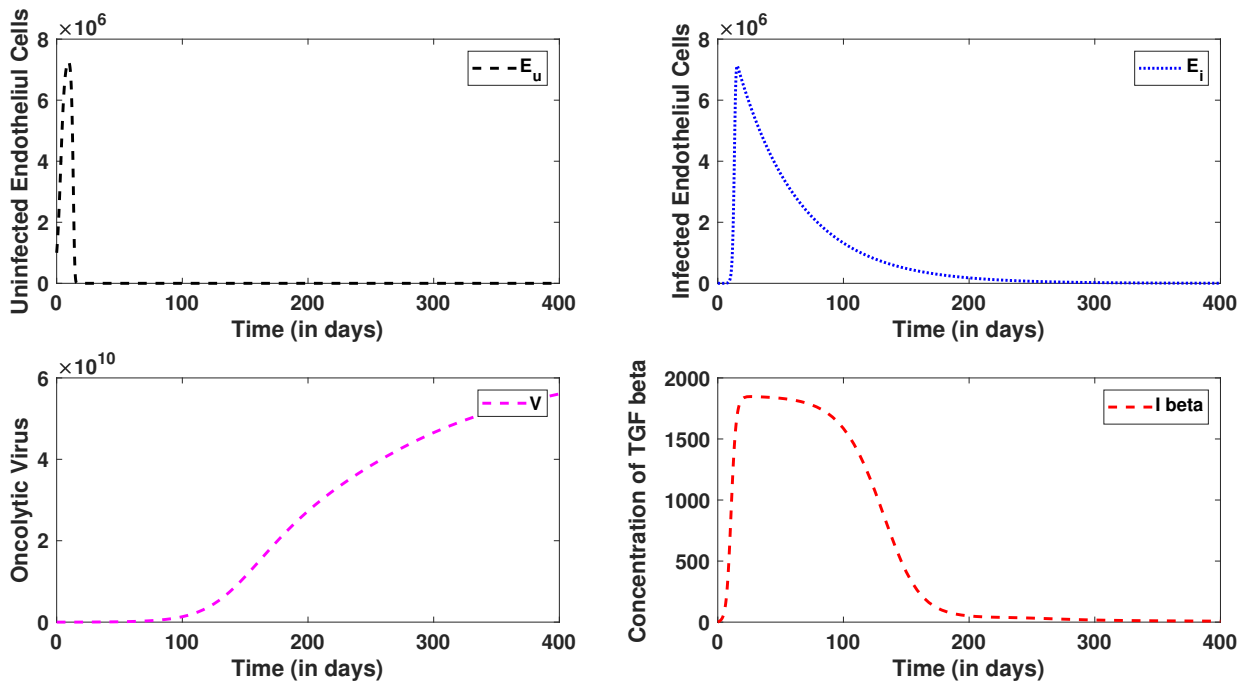 ×10^6
8
6
4
2
0
0 100 200 300 400
Uninfected Endotheliul Cells
Time (in days)
E_u
×10^6
8
6
4
2
0
0 100 200 300 400
Infected Endotheliul Cells
Time (in days)
E_i
×10^10
6
4
2
0
0 100 200 300 400
Oncolytic Virus
Time (in days)
V
2000
1500
1000
500
0
0 100 200 300 400
Concentration of TGF beta
Time (in days)
I beta